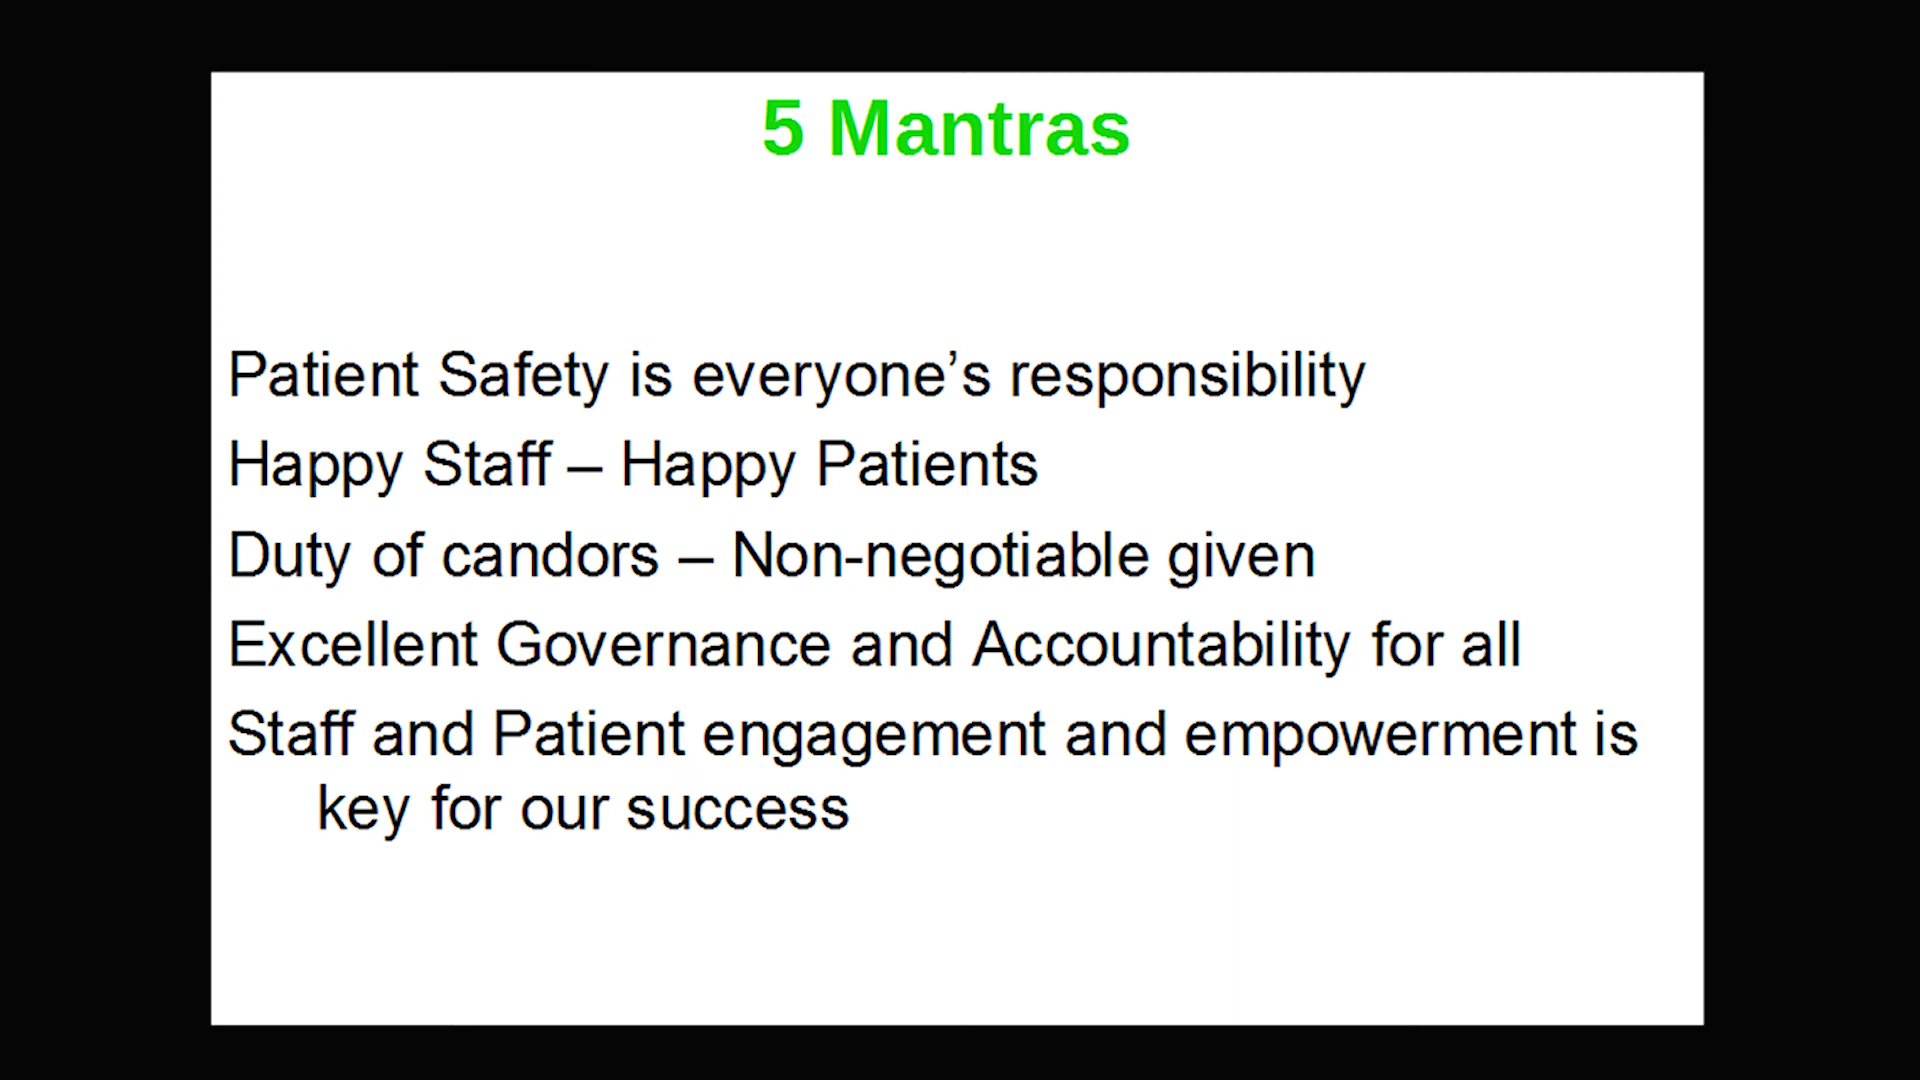 5 Mantras
Patient Safety is everyone’s responsibility
Happy Staff – Happy Patients
Duty of candors – Non-negotiable given
Excellent Governance and Accountability for all
Staff and Patient engagement and empowerment is
key for our success